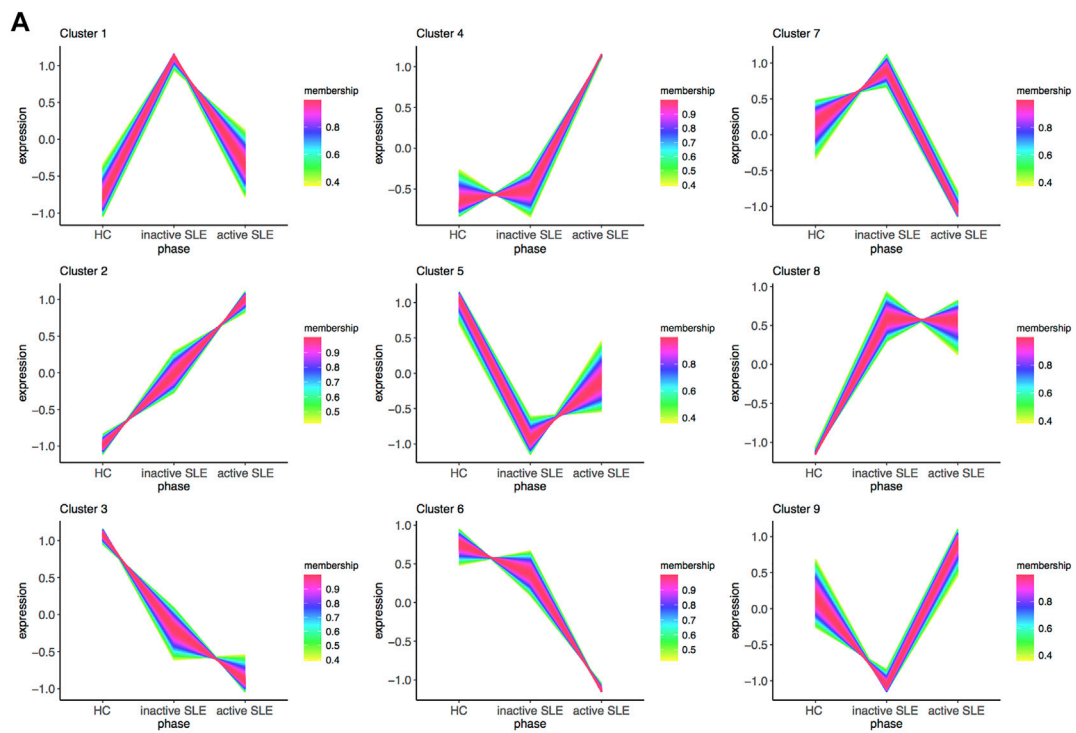 A
Cluster 1
1.0
0.5
0.0
−0.5
−1.0
expression
HC
inactive SLE
active SLE
phase
membership
0.8
0.6
0.4
Cluster 4
1.0
0.5
0.0
−0.5
expression
HC
inactive SLE
active SLE
phase
membership
0.9
0.8
0.7
0.6
0.5
0.4
Cluster 7
1.0
0.5
0.0
−0.5
−1.0
expression
HC
inactive SLE
active SLE
phase
membership
0.8
0.6
0.4
Cluster 2
1.0
0.5
0.0
−0.5
−1.0
expression
HC
inactive SLE
active SLE
phase
membership
0.9
0.8
0.7
0.6
0.5
Cluster 5
1.0
0.5
0.0
−0.5
−1.0
expression
HC
inactive SLE
active SLE
phase
membership
0.8
0.6
0.4
Cluster 8
1.0
0.5
0.0
−0.5
−1.0
expression
HC
inactive SLE
active SLE
phase
membership
0.8
0.6
0.4
Cluster 3
1.0
0.5
0.0
−0.5
−1.0
expression
HC
inactive SLE
active SLE
phase
membership
0.9
0.8
0.7
0.6
0.5
0.4
Cluster 6
1.0
0.5
0.0
−0.5
−1.0
expression
HC
inactive SLE
active SLE
phase
membership
0.9
0.8
0.7
0.6
0.5
Cluster 9
1.0
0.5
0.0
−0.5
−1.0
expression
HC
inactive SLE
active SLE
phase
membership
0.8
0.6
0.4